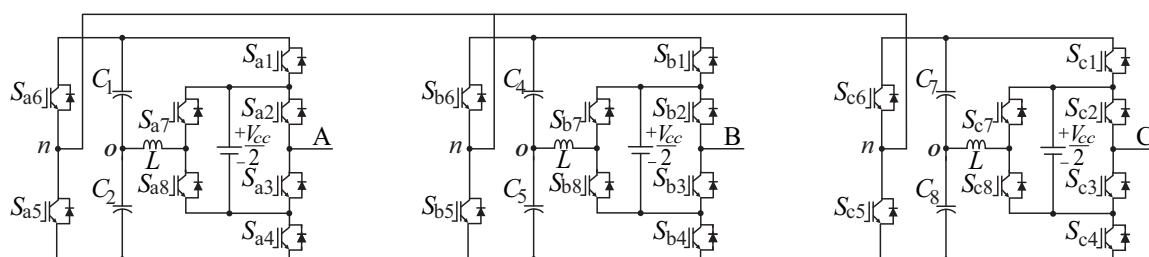 Sa1 Sb1 Sc1
Sa6 C1 Sa7 Sa2 Sb6 C4 Sb7 Sb2 Sc6 C7 Sc7 Sc2
n o L +Vcc/-2 A n o L +Vcc/-2 B n o L +Vcc/-2 C
Sa5 C2 Sa8 Sa3 Sb5 C5 Sb8 Sb3 Sc5 C8 Sc8 Sc3
Sa4 Sb4 Sc4